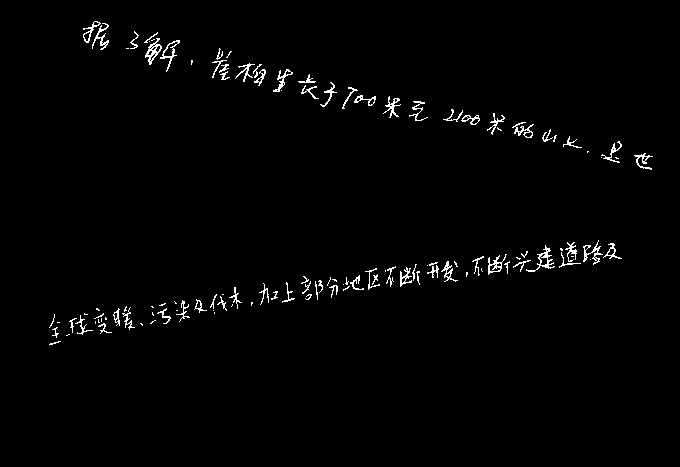 据了解，崖柏生长于700米至2100米的山上，是世
全球变暖、污染及伐木，加上部分地区不断开发，不断兴建道路及